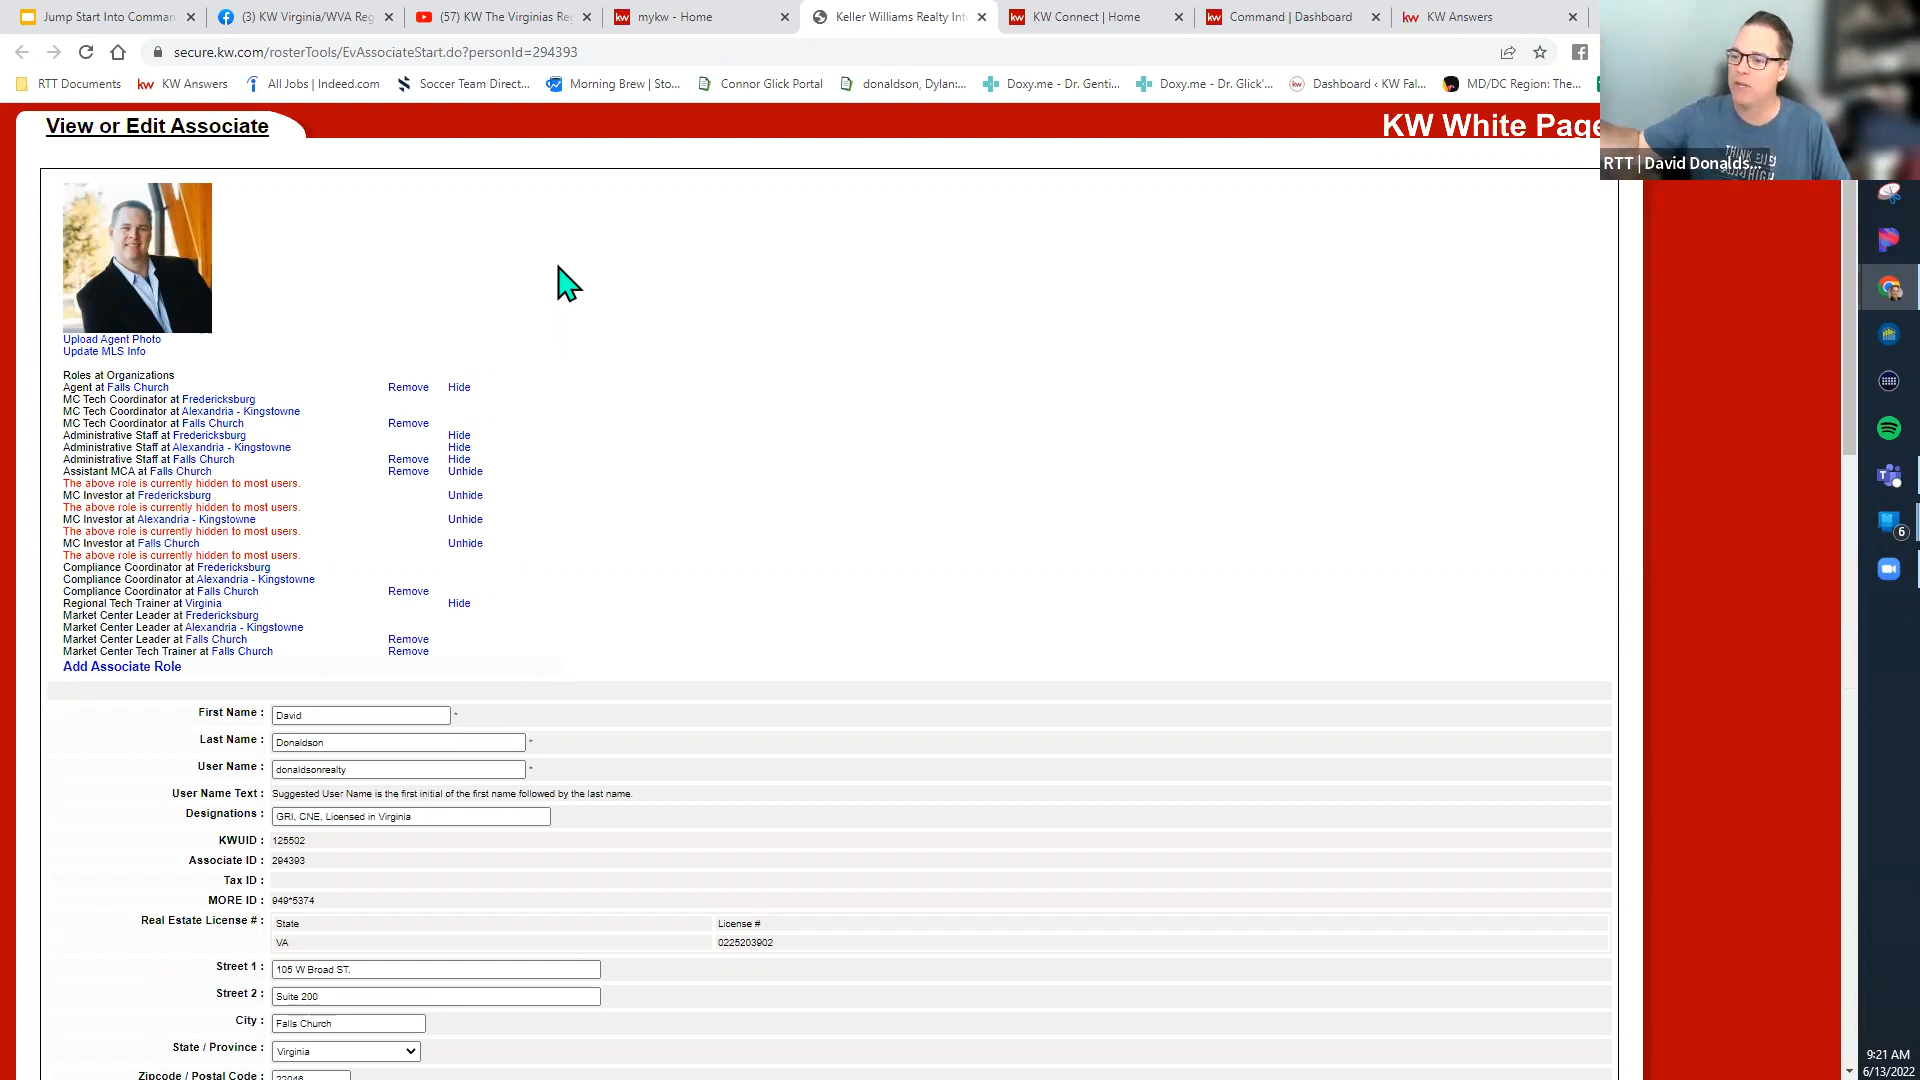 Jump Start Into Comman
(3) KW Virginia/WVA Reg
(57) KW The Virginias Re
mykw - Home
Keller Williams Realty Int
KW Connect | Home
Command | Dashboard
KW Answers
secure.kw.com/rosterTools/EvAssociateStart.do?personId=294393
RTT Documents
KW Answers
All Jobs | Indeed.com
Soccer Team Direct...
Morning Brew | Sto...
Connor Glick Portal
donaldson, Dylan:...
Doxy.me - Dr. Genti...
Doxy.me - Dr. Glick'...
Dashboard ‹ KW Fal...
MD/DC Region: The...
View or Edit Associate
KW White Page
RTT | David Donalds...
Upload Agent Photo
Update MLS Info
Roles at Organizations
Agent at Falls Church Remove Hide
MC Tech Coordinator at Fredericksburg
MC Tech Coordinator at Alexandria - Kingstowne
MC Tech Coordinator at Falls Church Remove
Administrative Staff at Fredericksburg Hide
Administrative Staff at Alexandria - Kingstowne Hide
Administrative Staff at Falls Church Remove Hide
Assistant MCA at Falls Church Remove Unhide
The above role is currently hidden to most users.
MC Investor at Fredericksburg Unhide
The above role is currently hidden to most users.
MC Investor at Alexandria - Kingstowne Unhide
The above role is currently hidden to most users.
MC Investor at Falls Church Unhide
The above role is currently hidden to most users.
Compliance Coordinator at Fredericksburg
Compliance Coordinator at Alexandria - Kingstowne
Compliance Coordinator at Falls Church Remove
Regional Tech Trainer at Virginia Hide
Market Center Leader at Fredericksburg
Market Center Leader at Alexandria - Kingstowne
Market Center Leader at Falls Church Remove
Market Center Tech Trainer at Falls Church Remove
Add Associate Role
First Name : David *
Last Name : Donaldson *
User Name : donaldsonrealty *
User Name Text : Suggested User Name is the first initial of the first name followed by the last name.
Designations : GRI, CNE, Licensed in Virginia
KWUID : 125502
Associate ID : 294393
Tax ID :
MORE ID : 949*5374
Real Estate License # : State License #
VA 0225203902
Street 1 : 105 W Broad ST.
Street 2 : Suite 200
City : Falls Church
State / Province : Virginia
Zipcode / Postal Code : 22046
6
9:21 AM
6/13/2022